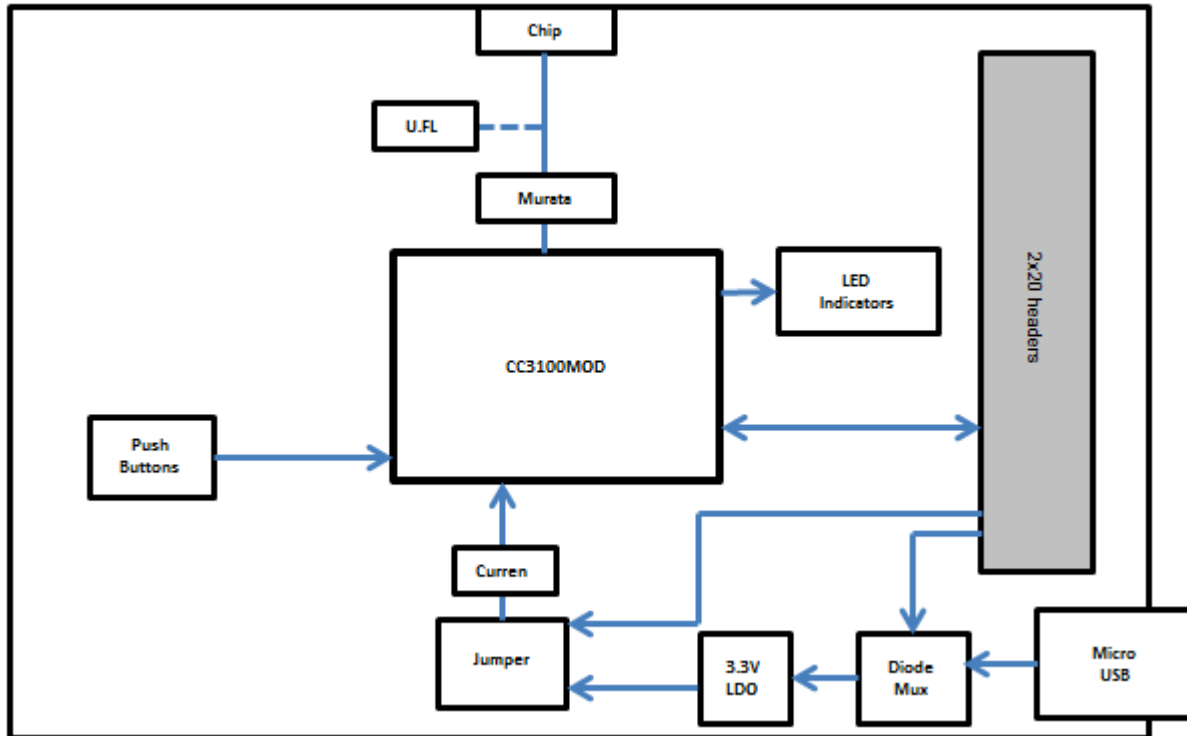 Chip
U.FL
Murata
CC3100MOD
LED
Indicators
2x20 headers
Push
Buttons
Curren
Jumper
3.3V
LDO
Diode
Mux
Micro
USB